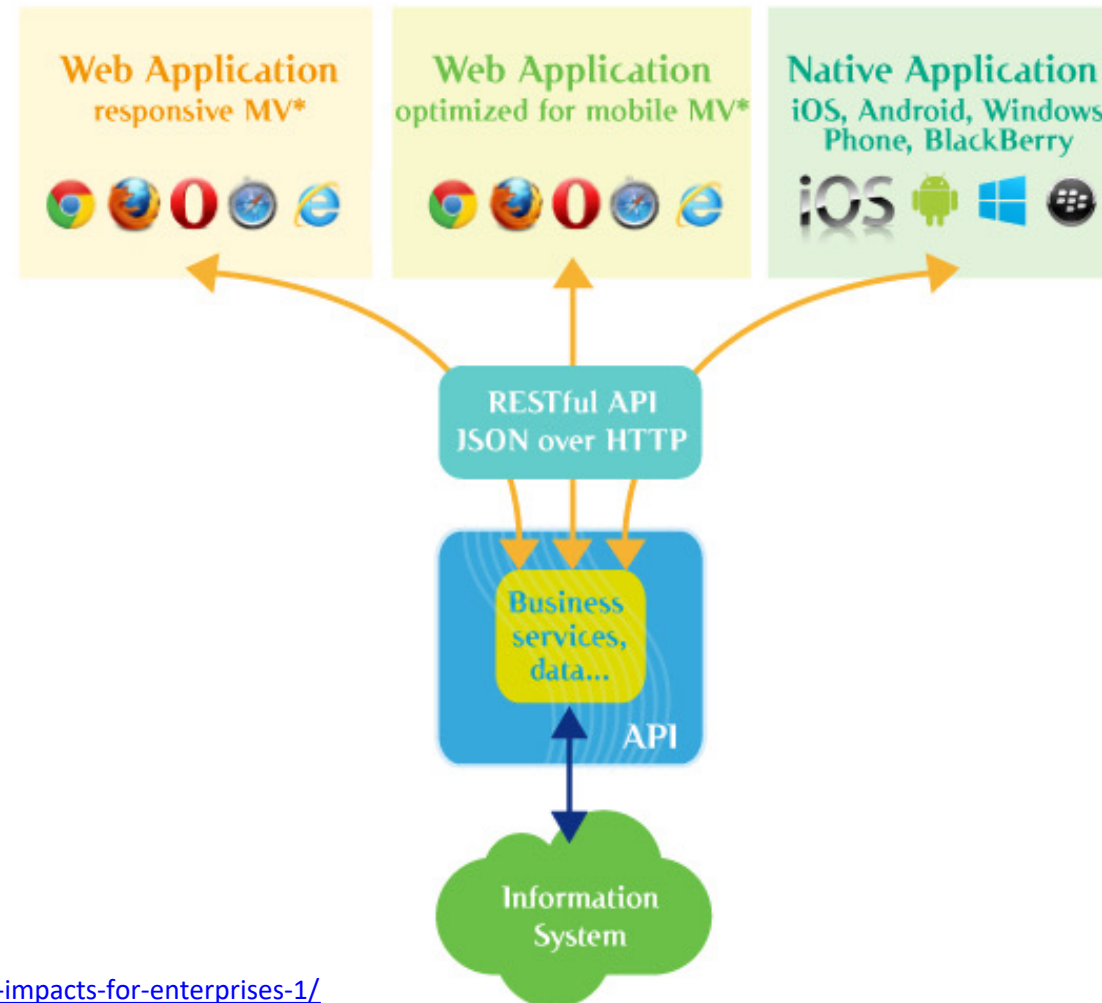 Web Application
responsive MV*
Web Application
optimized for mobile MV*
Native Application
iOS, Android, Windows
Phone, BlackBerry
iOS
RESTful API
JSON over HTTP
Business
services,
data...
API
Information
System
-impacts-for-enterprises-1/